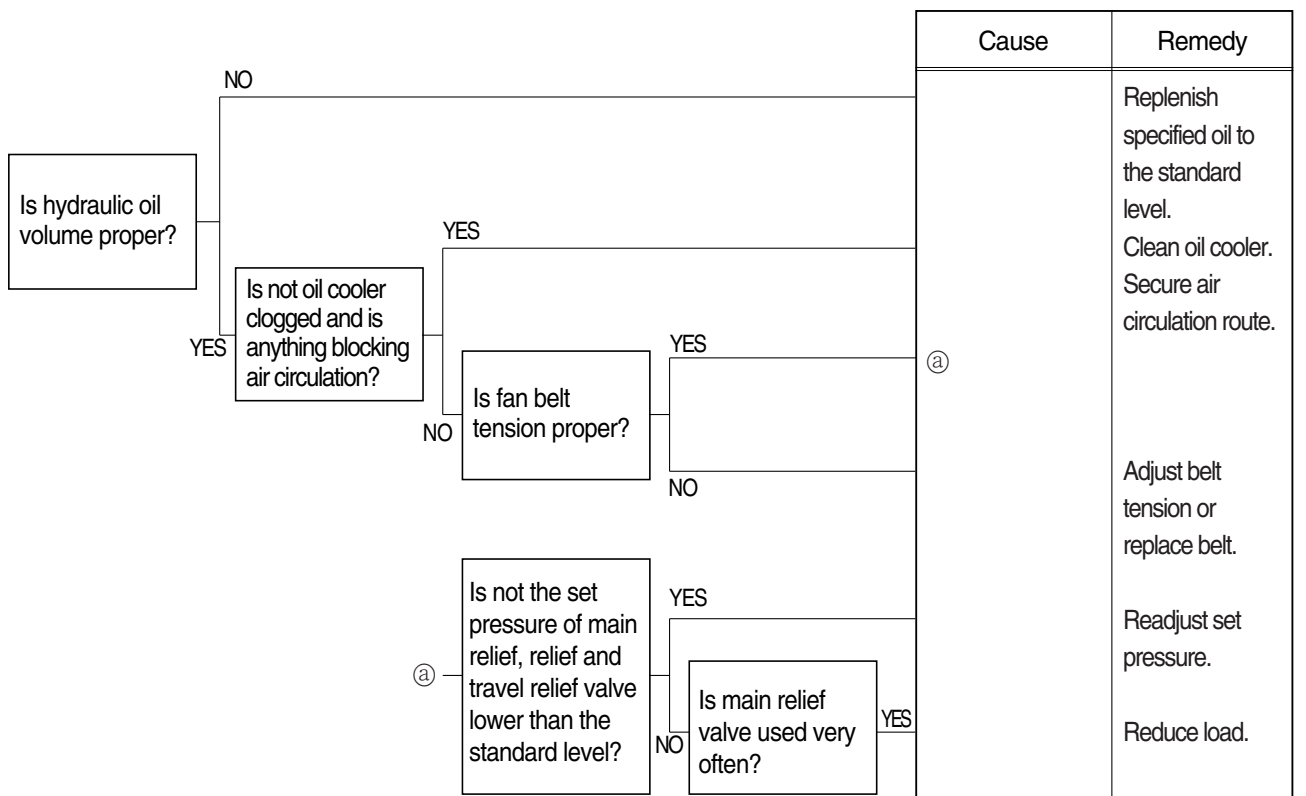 Cause
Remedy
NO
Replenish
specified oil to
the standard
level.
Is hydraulic oil
volume proper?
YES
Clean oil cooler.
Secure air
circulation route.
YES
Is not oil cooler
clogged and is
anything blocking
air circulation?
YES
ⓐ
NO
Is fan belt
tension proper?
NO
Adjust belt
tension or
replace belt.
ⓐ
Is not the set
pressure of main
relief, relief and
travel relief valve
lower than the
standard level?
YES
Readjust set
pressure.
NO
Is main relief
valve used very
often?
YES
Reduce load.